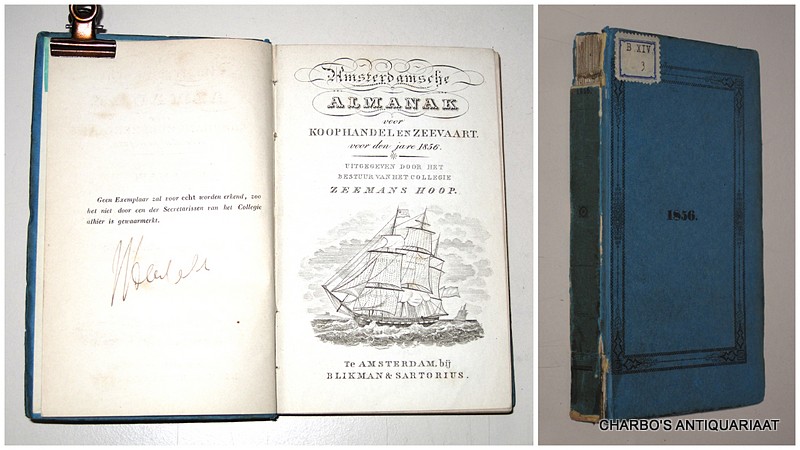 Geen Exemplaar zal voor echt worden erkend, zoo
het niet door een der Secretarissen van het Collegie
alhier is gewaarmerkt.
Amsterdamsche
ALMANAK
voor
KOOPHANDEL EN ZEEVAART.
voor den jare 1856.
UITGEGEVEN DOOR HET
BESTUUR VAN HET COLLEGIE
ZEEMANS HOOP.
Te AMSTERDAM, bij
BLIKMAN & SARTORIUS.
B XIV
3
1856.
CHARBO'S ANTIQUARIAAT